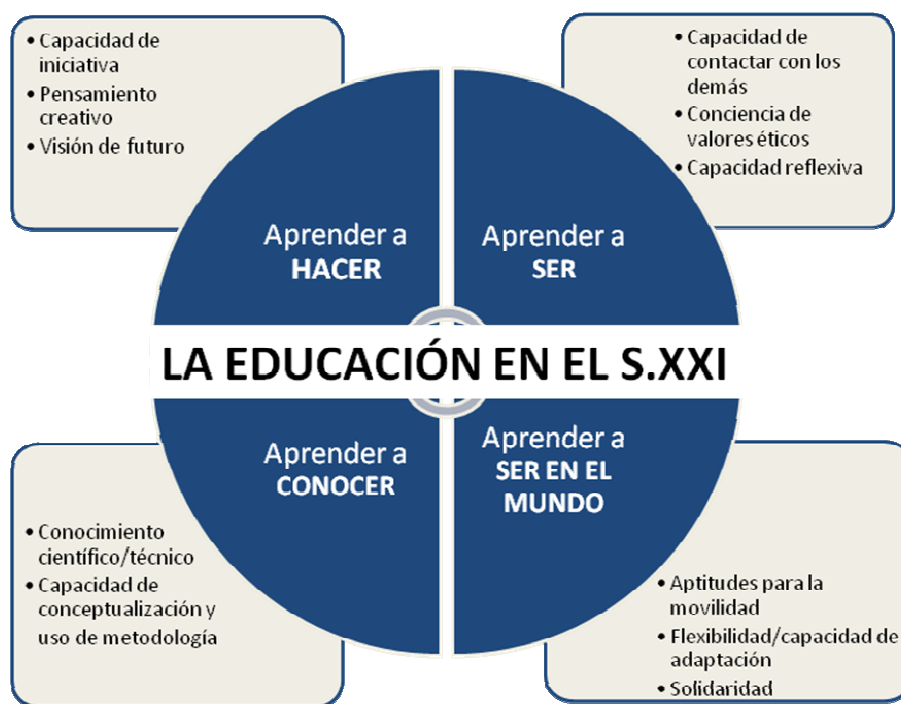 • Capacidad de
iniciativa
• Pensamiento
creativo
• Visión de futuro
• Capacidad de
contactar con los
demás
• Conciencia de
valores éticos
• Capacidad reflexiva
Aprender a
HACER
Aprender a
SER
LA EDUCACIÓN EN EL S.XXI
Aprender a
CONOCER
Aprender a
SER EN EL
MUNDO
• Conocimiento
científico/técnico
• Capacidad de
conceptualización y
uso de metodología
• Aptitudes para la
movilidad
• Flexibilidad/capacidad de
adaptación
• Solidaridad